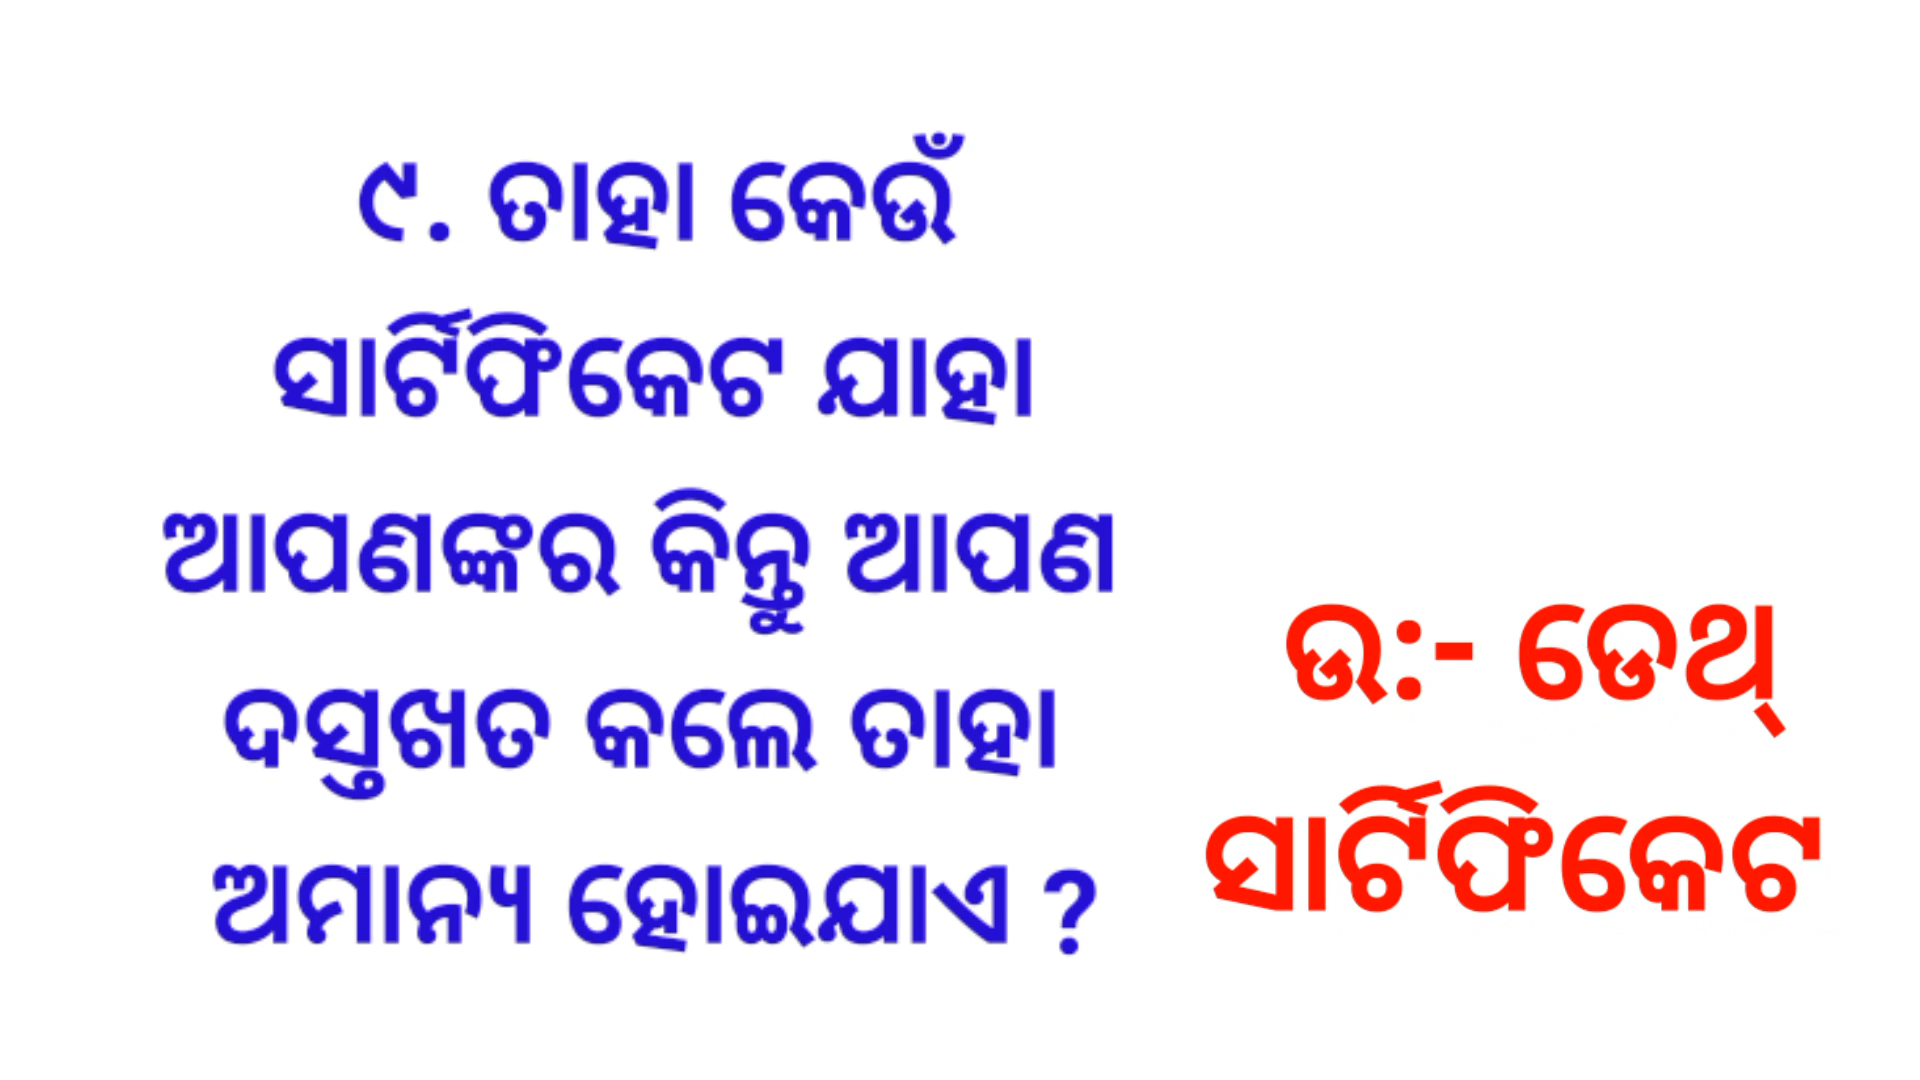 ୯. ତାହା କେଉଁ
ସାର୍ଟିଫିକେଟ ଯାହା
ଆପଣଙ୍କର କିନ୍ତୁ ଆପଣ
ଦସ୍ତଖତ କଲେ ତାହା
ଅମାନ୍ୟ ହୋଇଯାଏ ?
ଉ:- ଡେଥ୍
ସାର୍ଟିଫିକେଟ